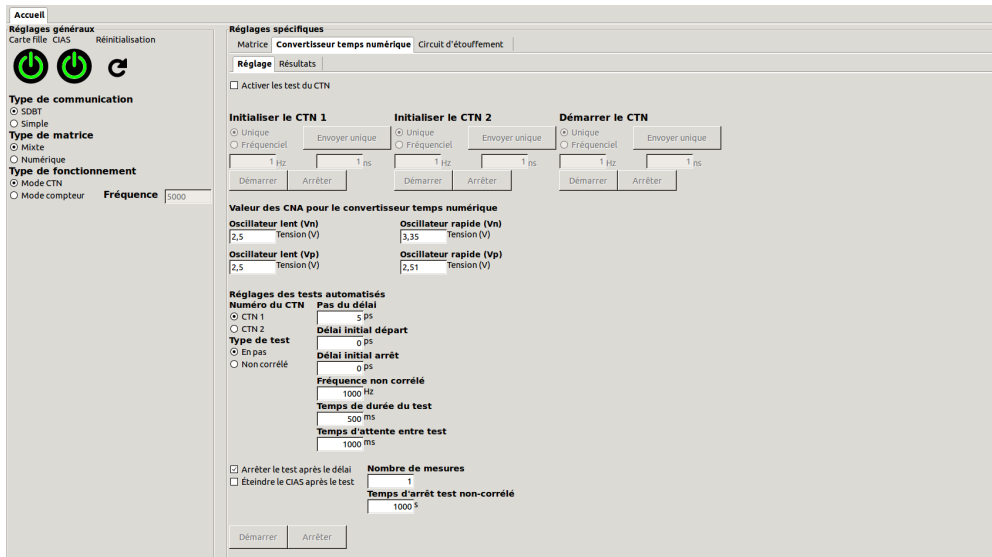 Accueil
Réglages généraux
Carte fille CIAS Réinitialisation
Type de communication
SDBT
Simple
Type de matrice
Mixte
Numérique
Type de fonctionnement
Mode CTN
Mode compteur Fréquence 5000
Réglages spécifiques
Matrice Convertisseur temps numérique Circuit d'étouffement
Réglage Résultats
Activer les test du CTN
Initialiser le CTN 1 Initialiser le CTN 2 Démarrer le CTN
Unique Envoyer unique Unique Envoyer unique Unique Envoyer unique
Fréquenciel Fréquenciel Fréquenciel
1 Hz 1 ns 1 Hz 1 ns 1 Hz 1 ns
Démarrer Arrêter Démarrer Arrêter Démarrer Arrêter
Valeur des CNA pour le convertisseur temps numérique
Oscillateur lent (Vn) Oscillateur rapide (Vn)
2,5 Tension (V) 3,35 Tension (V)
Oscillateur lent (Vp) Oscillateur rapide (Vp)
2,5 Tension (V) 2,51 Tension (V)
Réglages des tests automatisés
Numéro du CTN Pas du délai
CTN 1 5 ps
CTN 2 Délai initial départ
Type de test 0 ps
En pas Délai initial arrêt
Non corrélé 0 ps
Fréquence non corrélé
1000 Hz
Temps de durée du test
500 ms
Temps d'attente entre test
1000 ms
Arrêter le test après le délai Nombre de mesures
Éteindre le CIAS après le test 1
Temps d'arrêt test non-corrélé
1000 s
Démarrer Arrêter